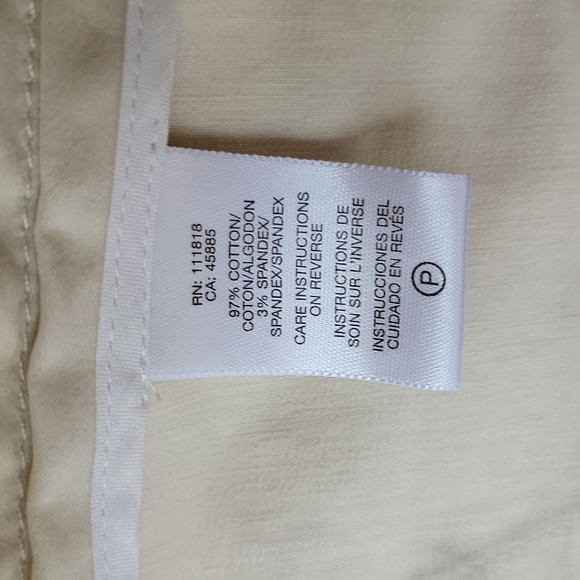 RN: 111818
CA: 45985
97% COTTON/
COTON/ALGODON
3% SPANDEX/
SPANDEX/SPANDEX
CARE INSTRUCTIONS
ON REVERSE
INSTRUCTIONS DE
SOIN SUR L'INVERSE
INSTRUCCIONES DEL
CUIDADO EN REVÉS
P